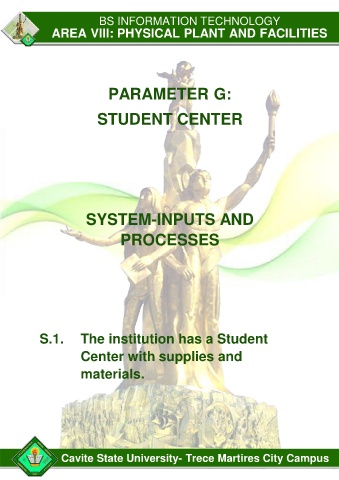 BS INFORMATION TECHNOLOGY
AREA VIII: PHYSICAL PLANT AND FACILITIES
PARAMETER G:
STUDENT CENTER
SYSTEM-INPUTS AND
PROCESSES
S.1. The institution has a Student
Center with supplies and
materials.
Cavite State University- Trece Martires City Campus